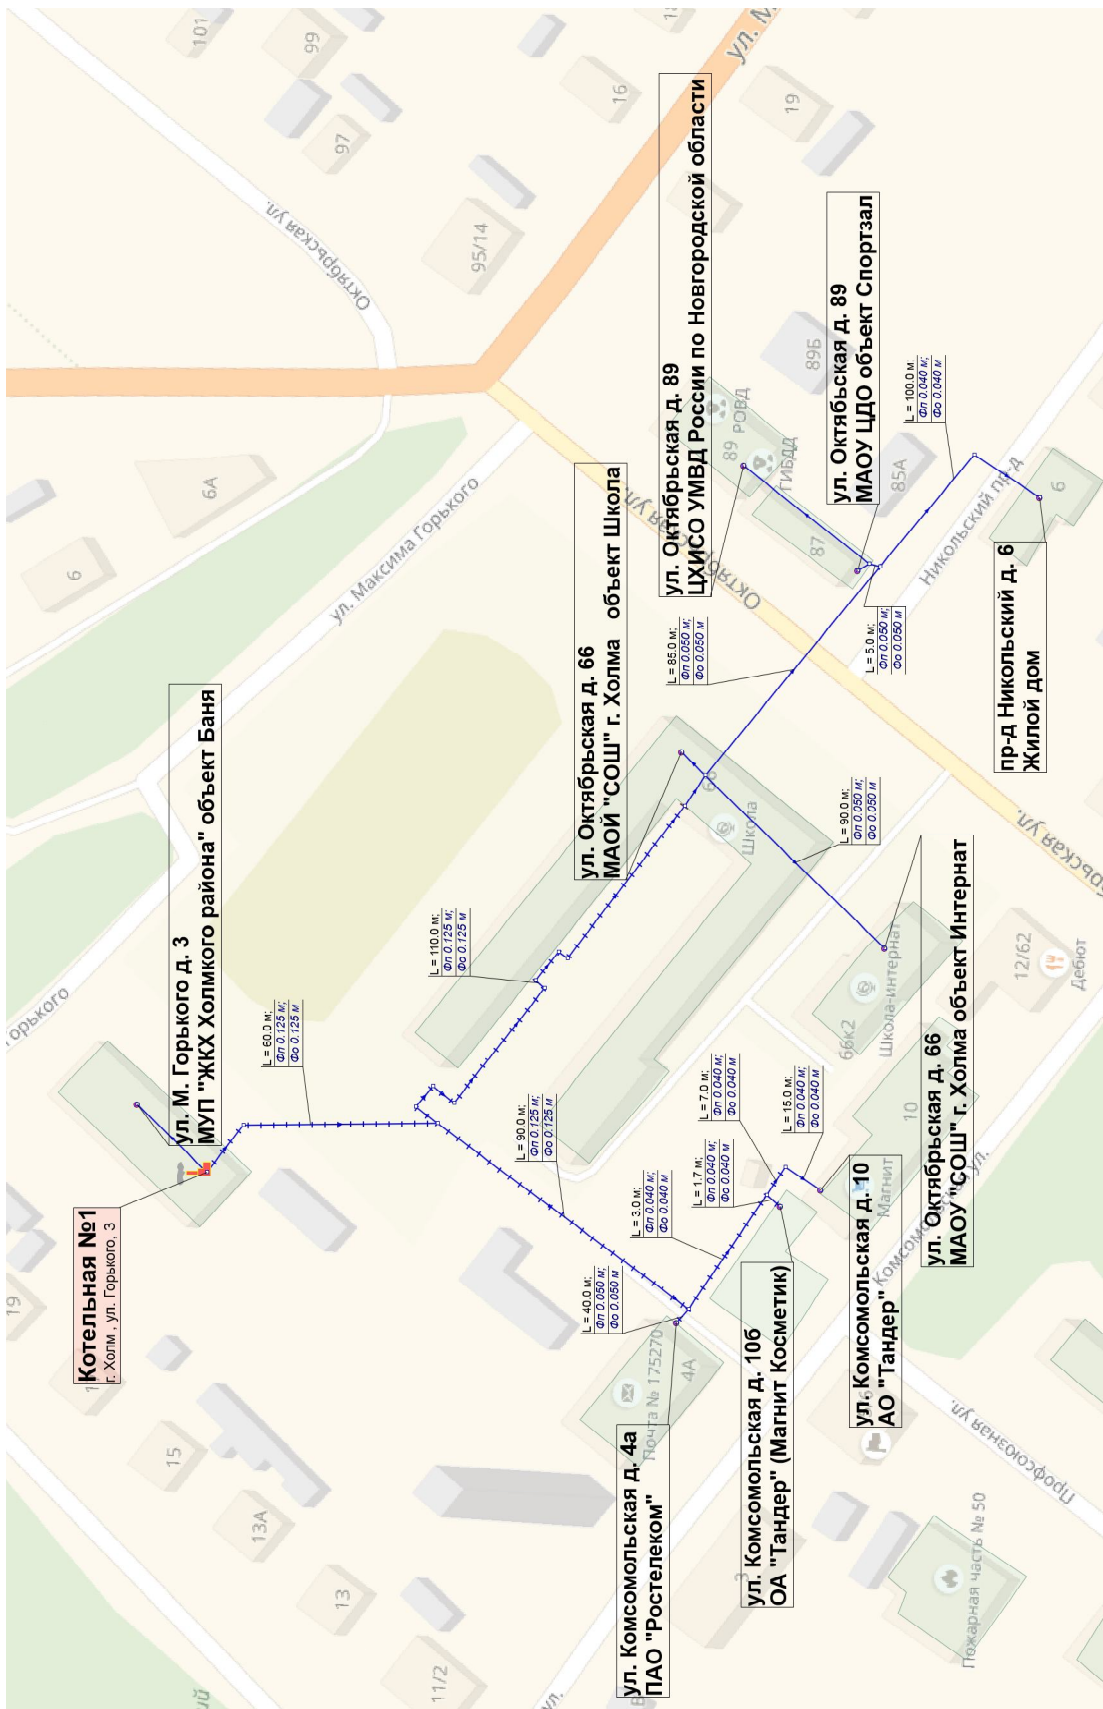 Котельная №1
г. Холм , ул. Горького, 3
ул. М. Горького д. 3
МУП "ЖКХ Холмкого района" объект Баня
L = 60.0 м;
Фп 0.125 м;
Фо 0.125 м
L = 110.0 м;
Фп 0.125 м;
Фо 0.125 м
L = 90.0 м;
Фп 0.125 м;
Фо 0.125 м
L = 40.0 м;
Фп 0.050 м;
Фо 0.050 м
L = 3.0 м;
Фп 0.040 м;
Фо 0.040 м
L = 1.7 м;
Фп 0.040 м;
Фо 0.040 м
L = 7.0 м;
Фп 0.040 м;
Фо 0.040 м
L = 15.0 м;
Фп 0.040 м;
Фо 0.040 м
L = 90.0 м;
Фп 0.050 м;
Фо 0.050 м
L = 85.0 м;
Фп 0.050 м;
Фо 0.050 м
L = 5.0 м;
Фп 0.050 м;
Фо 0.050 м
L = 100.0 м;
Фп 0.040 м;
Фо 0.040 м
ул. Октябрьская д. 66
МАОЙ "СОШ" г. Холма объект Школа
ул. Октябрьская д. 89
ЦХИСО УМВД России по Новгородской области
ул. Октябрьская д. 89
МАОУ ЦДО объект Спортзал
пр-д Никольский д. 6
Жилой дом
ул. Октябрьская д. 66
МАОУ "СОШ" г. Холма объект Интернат
ул. Комсомольская д. 10
АО "Тандер"
ул. Комсомольская д. 10б
ОА "Тандер" (Магнит Косметик)
ул. Комсомольская д. 4а
ПАО "Ростелеком"
Октябрьская ул.
ул. Максима Горького
Горького
Никольский пр-д
Профсоюзная ул.
Школа
Школа-интернат
66к2
12/62
Дебют
10
Магнит
Почта № 175270
4А
Пожарная часть № 50
89 РОВД
ГИБДД
87
85А
89Б
6
6
6А
101
99
97
95/14
16
19
19
15
13А
13
11/2
3